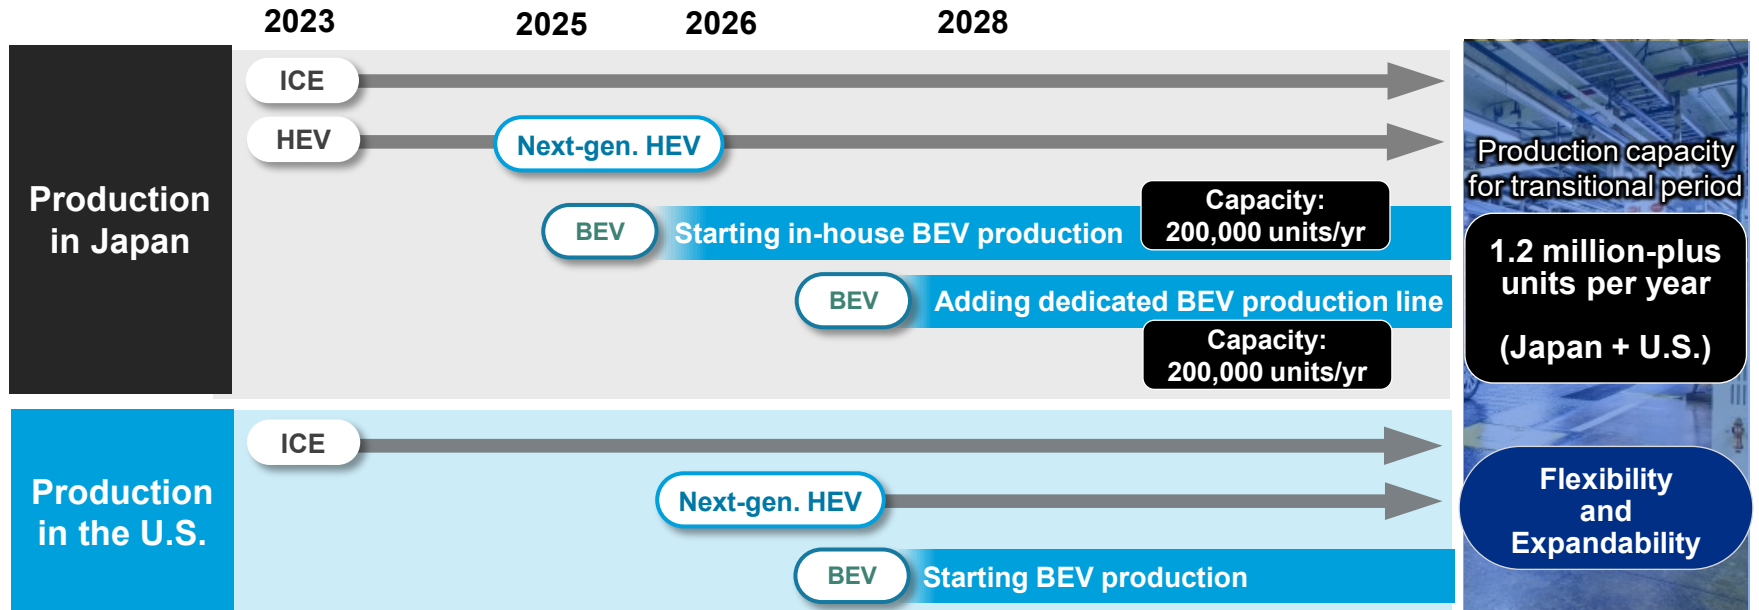 2023
2025
2026
2028
Production
in Japan
ICE
HEV
Next-gen. HEV
BEV
Starting in-house BEV production
Capacity:
200,000 units/yr
BEV
Adding dedicated BEV production line
Capacity:
200,000 units/yr
Production
in the U.S.
ICE
Next-gen. HEV
BEV
Starting BEV production
Production capacity
for transitional period
1.2 million-plus
units per year
(Japan + U.S.)
Flexibility
and
Expandability